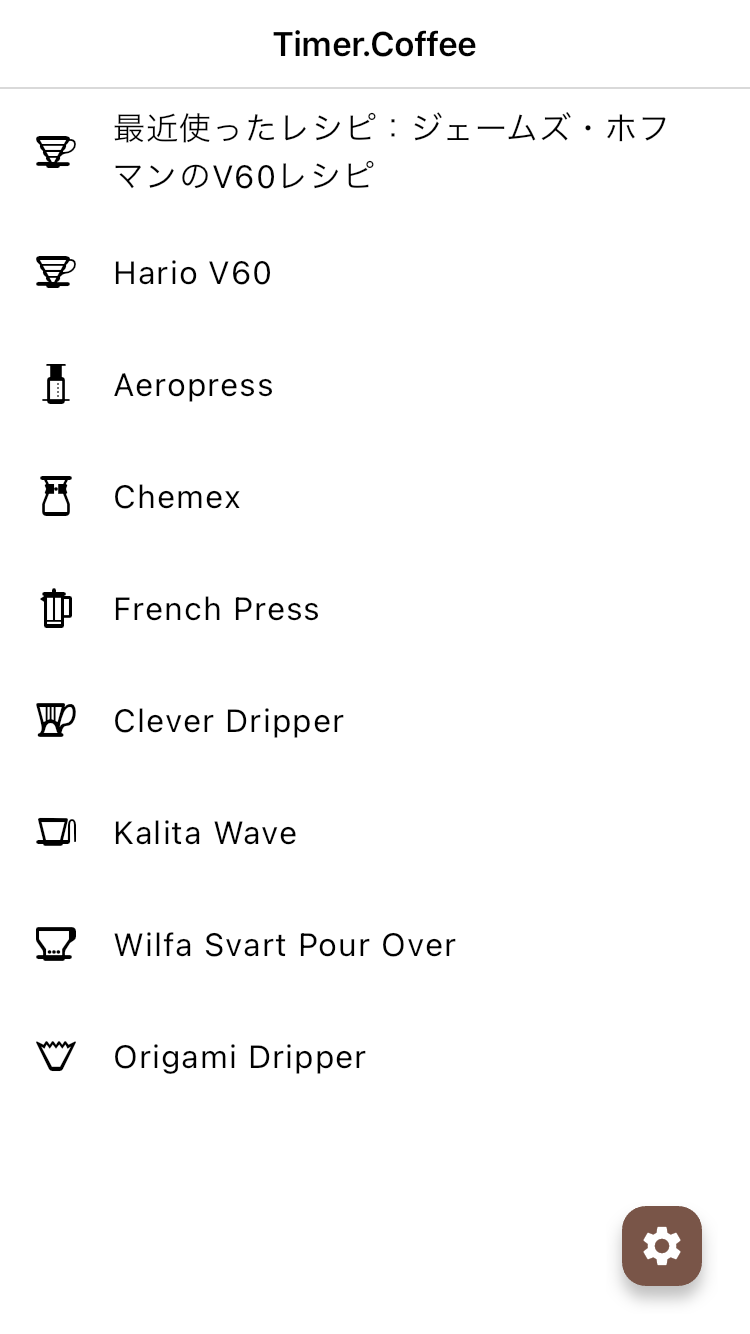 Timer.Coffee
最近使ったレシピ：ジェームズ・ホフ
マンのV60レシピ
Hario V60
Aeropress
Chemex
French Press
Clever Dripper
Kalita Wave
Wilfa Svart Pour Over
Origami Dripper